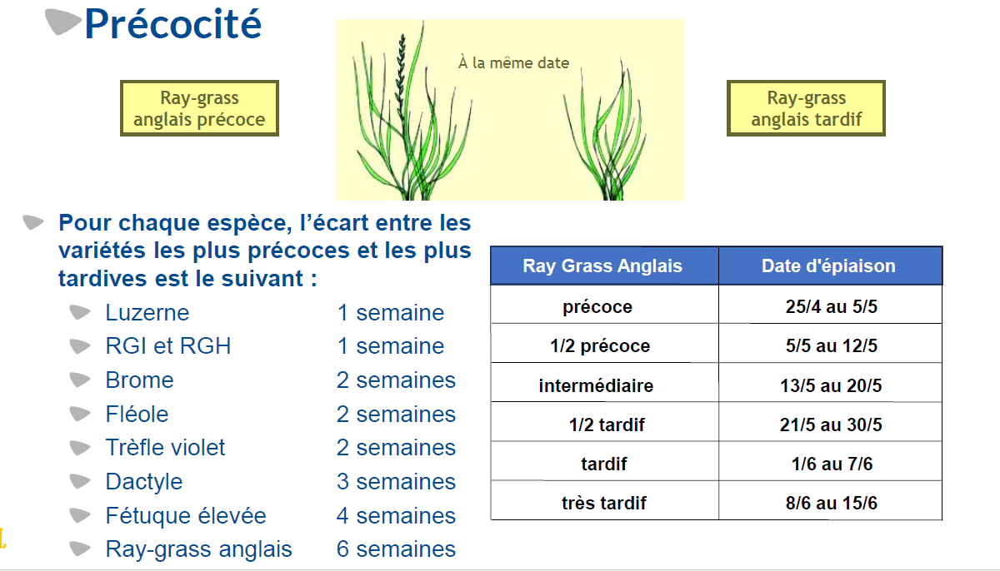 Précocité
À la même date
Ray-grass
anglais précoce
Ray-grass
anglais tardif
Pour chaque espèce, l’écart entre les
variétés les plus précoces et les plus
tardives est le suivant :
Luzerne 1 semaine
RGI et RGH 1 semaine
Brome 2 semaines
Fléole 2 semaines
Trèfle violet 2 semaines
Dactyle 3 semaines
Fétuque élevée 4 semaines
Ray-grass anglais 6 semaines
Ray Grass Anglais Date d'épiaison
précoce 25/4 au 5/5
1/2 précoce 5/5 au 12/5
intermédiaire 13/5 au 20/5
1/2 tardif 21/5 au 30/5
tardif 1/6 au 7/6
très tardif 8/6 au 15/6